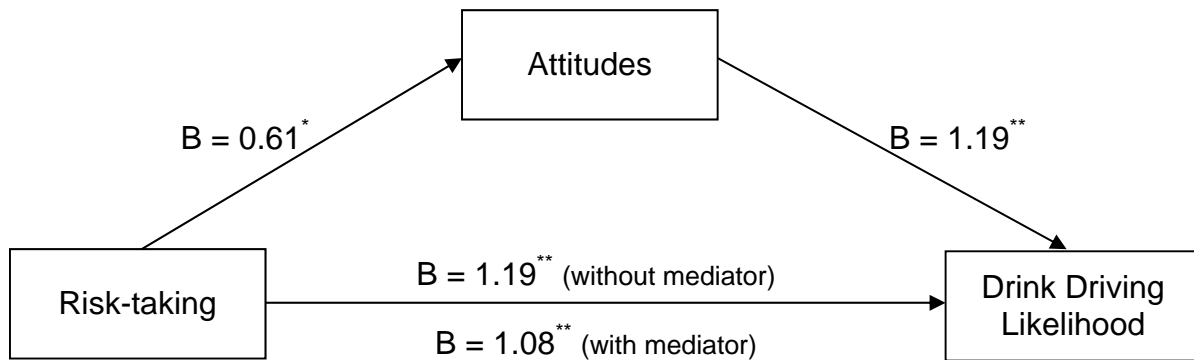 Attitudes
B = 0.61*
B = 1.19**
Risk-taking
B = 1.19** (without mediator)
B = 1.08** (with mediator)
Drink Driving
Likelihood